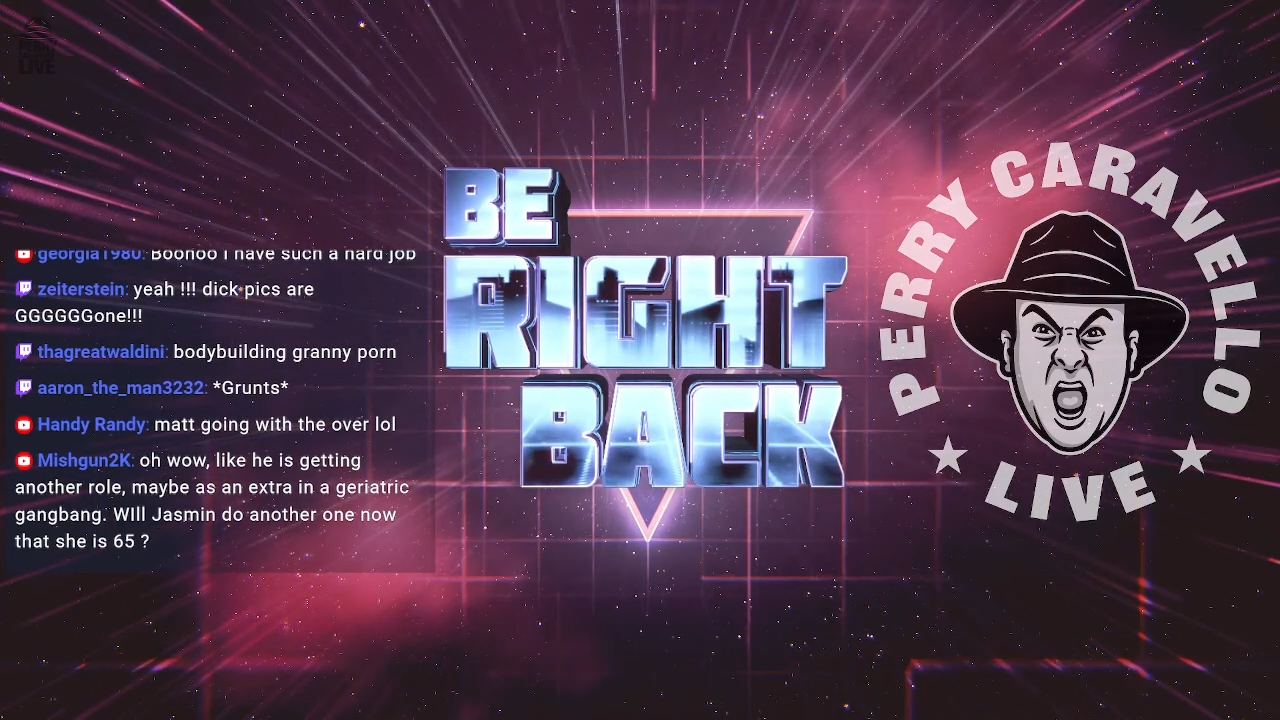 PERRY
LIVE
georgia1980: Boohoo I have such a hard job
zeiterstein: yeah !!! dick pics are
GGGGGGone!!!
thagreatwaldini: bodybuilding granny porn
aaron_the_man3232: *Grunts*
Handy Randy: matt going with the over lol
Mishgun2K: oh wow, like he is getting
another role, maybe as an extra in a geriatric
gangbang. WIll Jasmin do another one now
that she is 65 ?
BE
RIGHT
BACK
PERRY CARAVELLO
LIVE